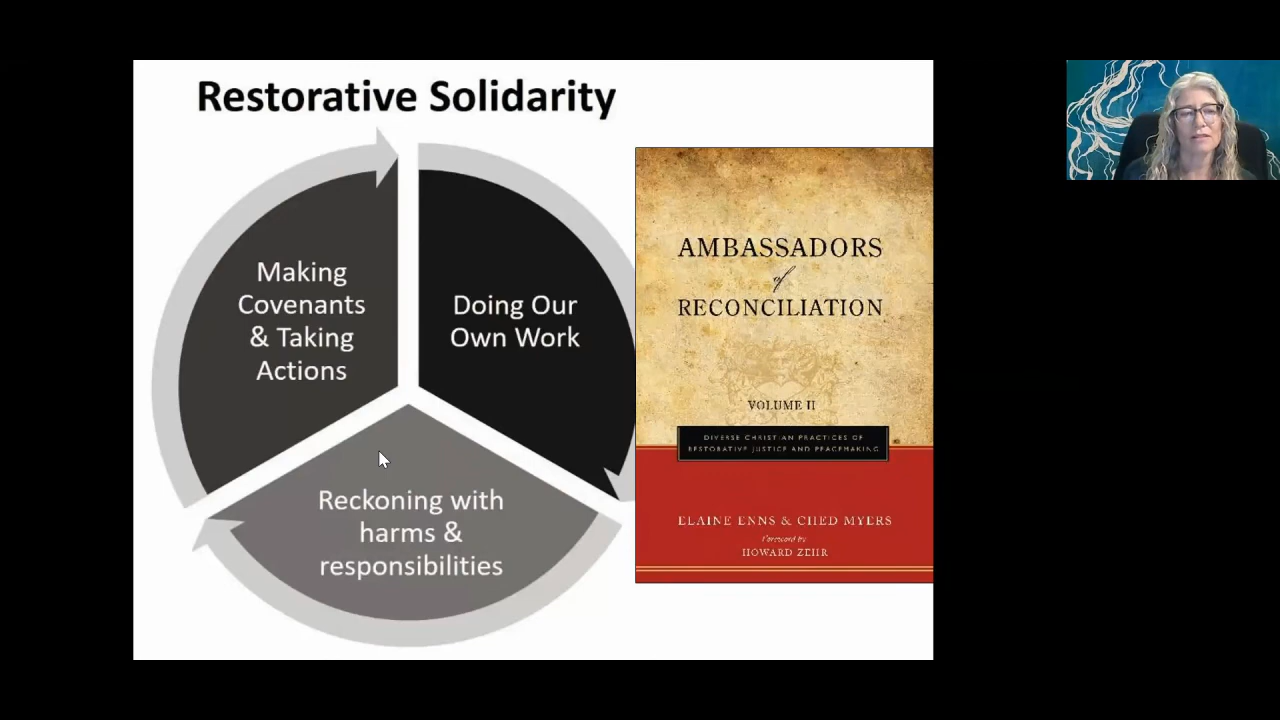 Restorative Solidarity
Making
Covenants
& Taking
Actions
Doing Our
Own Work
Reckoning with
harms &
responsibilities
AMBASSADORS
of
RECONCILIATION
VOLUME II
DIVERSE CHRISTIAN PRACTICES OF
RESTORATIVE JUSTICE AND PEACEMAKING
ELAINE ENNS & CHED MYERS
Foreword by
HOWARD ZEHR